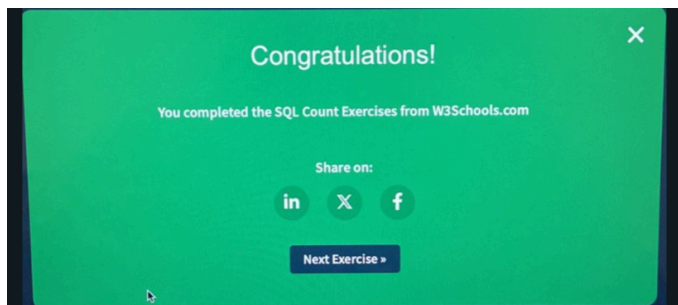 Congratulations!
You completed the SQL Count Exercises from W3Schools.com
Share on:
in X f
Next Exercise »